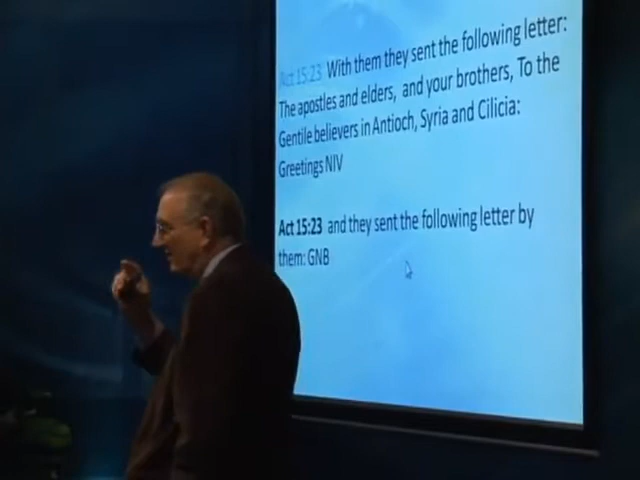 Act 15:23 With them they sent the following letter:
The apostles and elders, and your brothers, To the
Gentile believers in Antioch, Syria and Cilicia:
Greetings NIV
Act 15:23 and they sent the following letter by
them: GNB